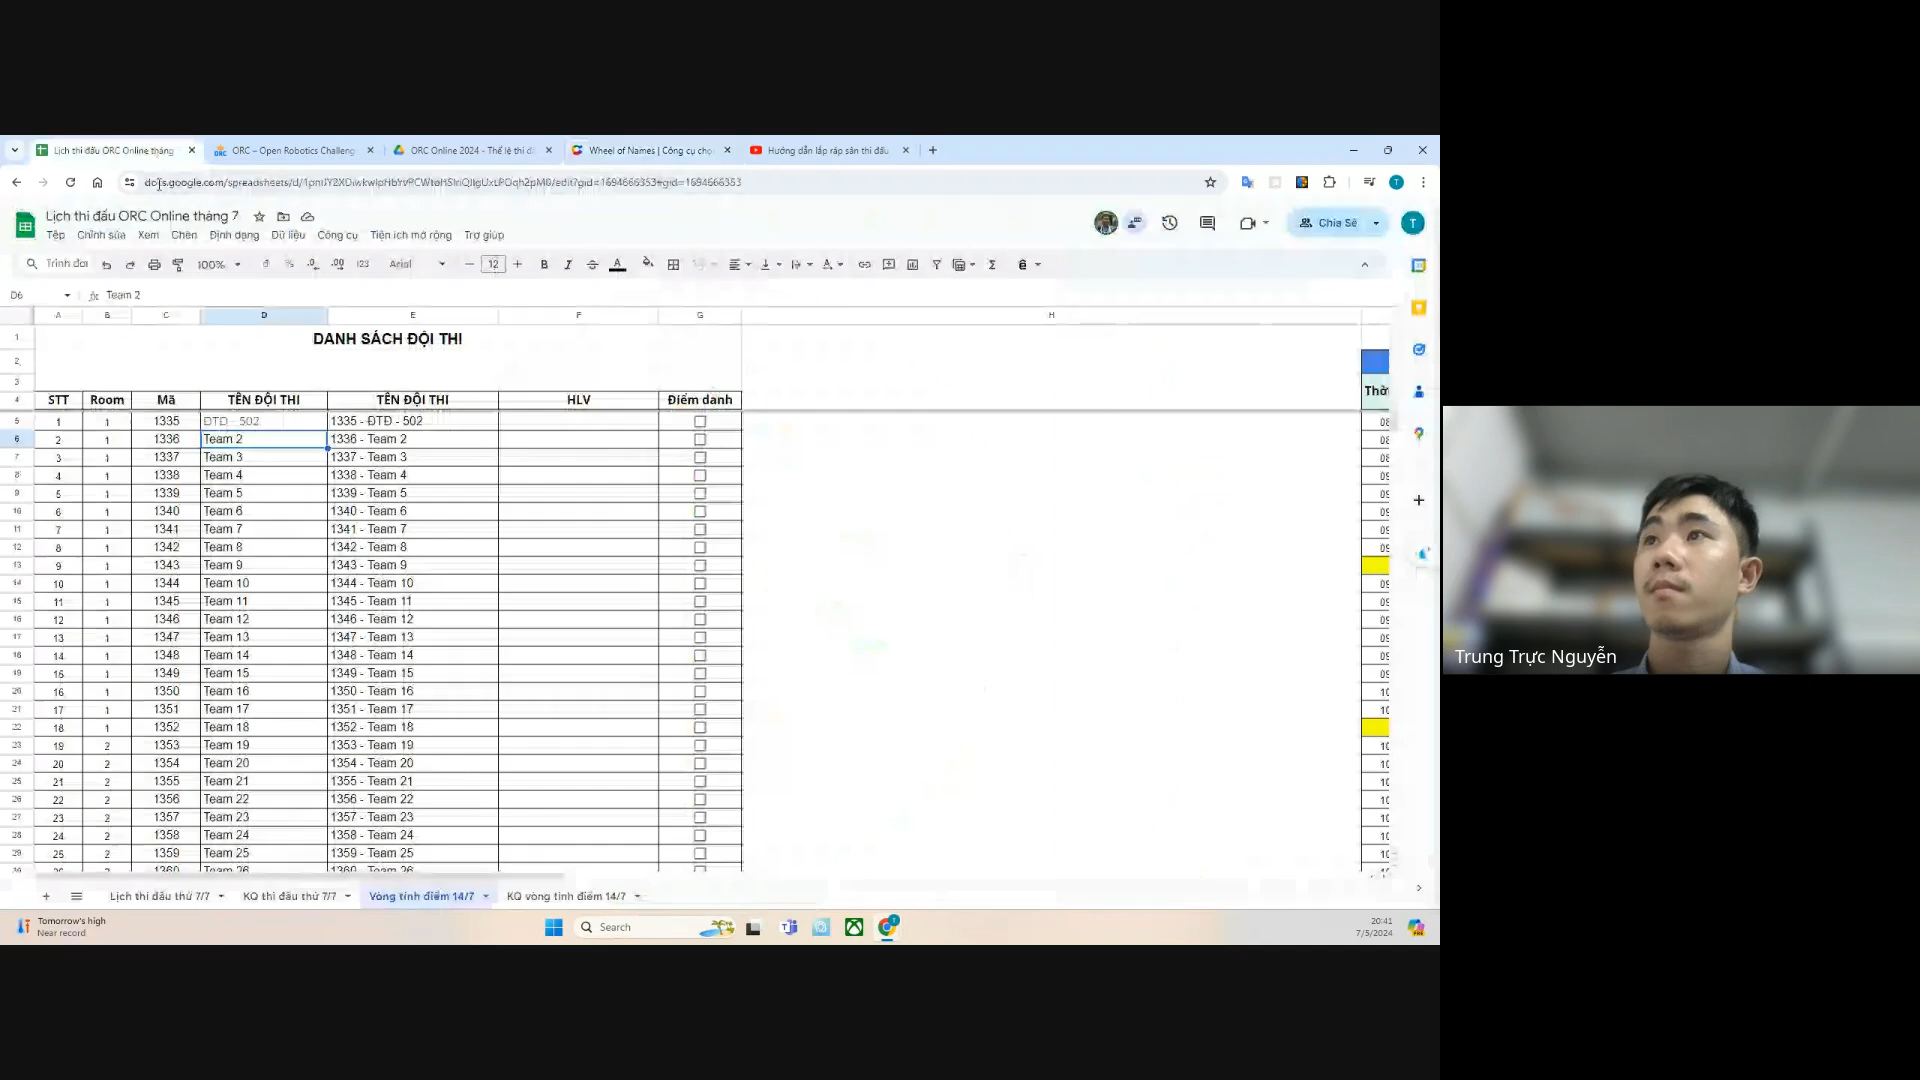 Lịch thi đấu ORC Online tháng
ORC – Open Robotics Challeng
ORC Online 2024 - Thể lệ thi đ
Wheel of Names | Công cụ chọ
Hướng dẫn lắp ráp sân thi đấu
Lịch thi đấu ORC Online tháng 7
Tệp Chỉnh sửa Xem Chèn Định dạng Dữ liệu Công cụ Tiện ích mở rộng Trợ giúp
Chia Sẻ
T
100% 123 Arial 12
D6 Team 2
A B C D E F G H
DANH SÁCH ĐỘI THI
STT Room Mã TÊN ĐỘI THI TÊN ĐỘI THI HLV Điểm danh
1 1 1335 ĐTĐ - 502 1335 - ĐTĐ - 502
2 1 1336 Team 2 1336 - Team 2
3 1 1337 Team 3 1337 - Team 3
4 1 1338 Team 4 1338 - Team 4
5 1 1339 Team 5 1339 - Team 5
6 1 1340 Team 6 1340 - Team 6
7 1 1341 Team 7 1341 - Team 7
8 1 1342 Team 8 1342 - Team 8
9 1 1343 Team 9 1343 - Team 9
10 1 1344 Team 10 1344 - Team 10
11 1 1345 Team 11 1345 - Team 11
12 1 1346 Team 12 1346 - Team 12
13 1 1347 Team 13 1347 - Team 13
14 1 1348 Team 14 1348 - Team 14
15 1 1349 Team 15 1349 - Team 15
16 1 1350 Team 16 1350 - Team 16
17 1 1351 Team 17 1351 - Team 17
18 1 1352 Team 18 1352 - Team 18
19 2 1353 Team 19 1353 - Team 19
20 2 1354 Team 20 1354 - Team 20
21 2 1355 Team 21 1355 - Team 21
22 2 1356 Team 22 1356 - Team 22
23 2 1357 Team 23 1357 - Team 23
24 2 1358 Team 24 1358 - Team 24
25 2 1359 Team 25 1359 - Team 25
Lịch thi đấu thứ 7/7 KQ thi đấu thứ 7/7 Vòng tính điểm 14/7 KQ vòng tính điểm 14/7
Tomorrow's high
Near record
Search
20:41
7/5/2024
Trung Trực Nguyễn